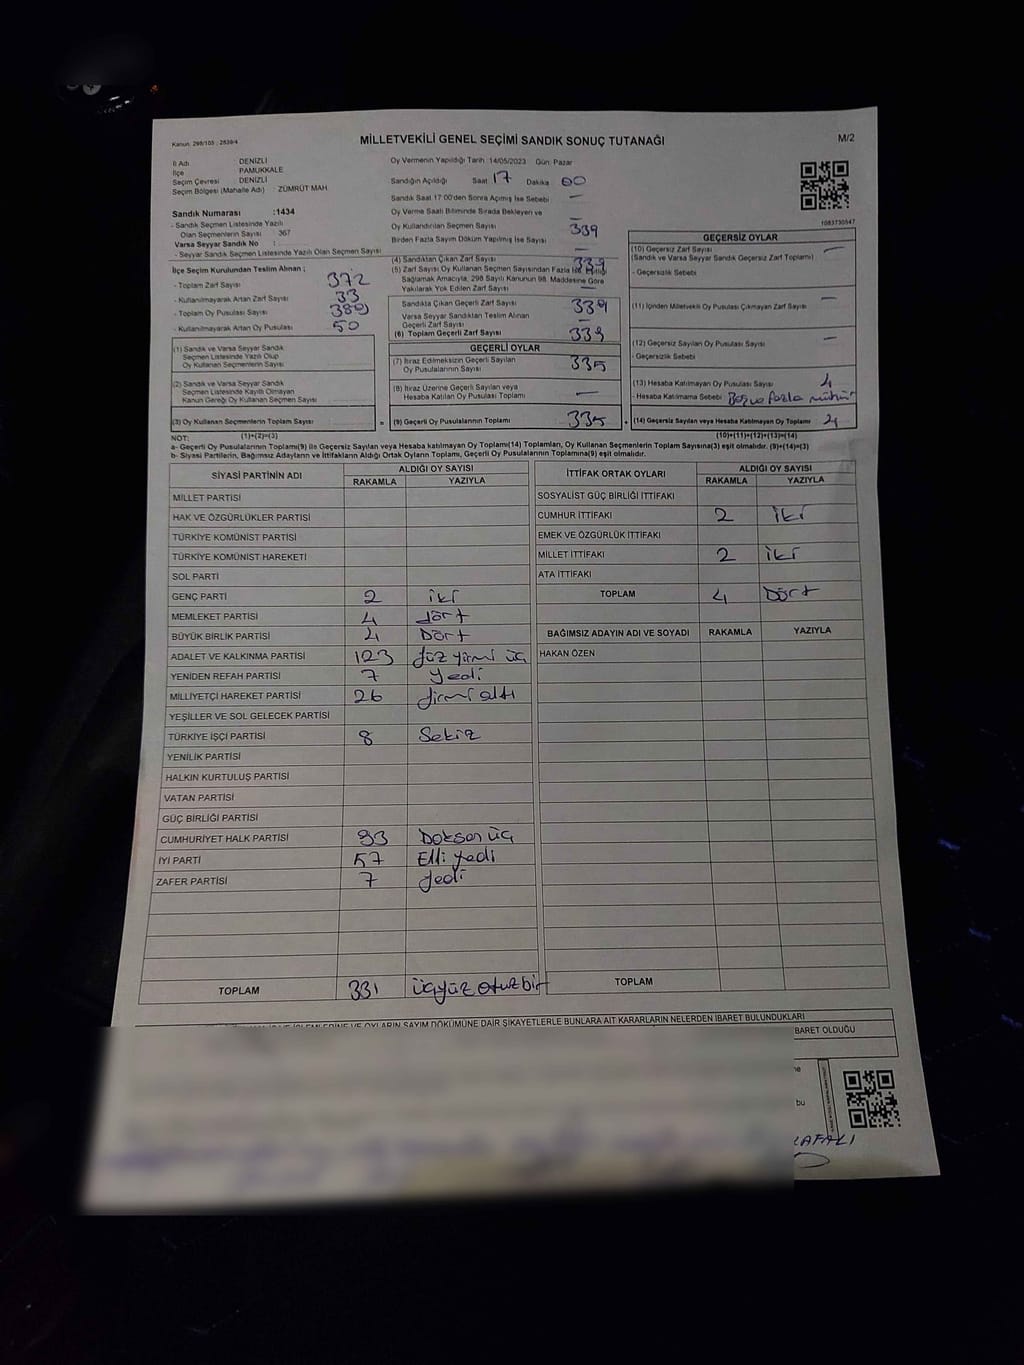 Kanun: 298/105 ; 2839/4
MİLLETVEKİLİ GENEL SEÇİMİ SANDIK SONUÇ TUTANAĞI
M/2
İl Adı DENİZLİ
İlçe PAMUKKALE
Seçim Çevresi DENİZLİ
Seçim Bölgesi (Mahalle Adı) : ZÜMRÜT MAH.
Sandık Numarası :1434
- Sandık Seçmen Listesinde Yazılı
Olan Seçmenlerin Sayısı 367
Varsa Seyyar Sandık No :
- Seyyar Sandık Seçmen Listesinde Yazılı Olan Seçmen Sayısı
İlçe Seçim Kurulundan Teslim Alınan ;
- Toplam Zarf Sayısı 372
- Kullanılmayarak Artan Zarf Sayısı 33
- Toplam Oy Pusulası 389
- Kullanılmayarak Artan Oy Pusulası 50
(1) Sandık ve Varsa Seyyar Sandık
Seçmen Listesinde Yazılı Olup
Oy Kullanan Seçmenlerin Sayısı
(2) Sandık ve Varsa Seyyar Sandık
Seçmen Listesinde Kayıtlı Olmayan
Kanun Gereği Oy Kullanan Seçmen Sayısı
(3) Oy Kullanan Seçmenlerin Toplam Sayısı =
Oy Vermenin Yapıldığı Tarih :14/05/2023 Gün: Pazar
Sandığın Açıldığı Saat 17 Dakika 00
Sandık Saat 17:00'den Sonra Açılmış İse Sebebi —
Oy Verme Saati Bitiminde Sırada Bekleyen ve —
Oy Kullandırılan Seçmen Sayısı 339
Birden Fazla Sayım Döküm Yapılmış İse Sayısı —
(4) Sandıktan Çıkan Zarf Sayısı 339
(5) Zarf Sayısı Oy Kullanan Seçmen Sayısından Fazla İse, Eşitliği
Sağlamak Amacıyla, 298 Sayılı Kanunun 98. Maddesine Göre
Yakılarak Yok Edilen Zarf Sayısı —
Sandıkta Çıkan Geçerli Zarf Sayısı 339
Varsa Seyyar Sandıktan Teslim Alınan
Geçerli Zarf Sayısı —
(6) Toplam Geçerli Zarf Sayısı 339
GEÇERLİ OYLAR
(7) İtiraz Edilmeksizin Geçerli Sayılan
Oy Pusulalarının Sayısı 335
(8) İtiraz Üzerine Geçerli Sayılan veya
Hesaba Katılan Oy Pusulası Toplamı —
(9) Geçerli Oy Pusulalarının Toplamı 335 +
1083730547
GEÇERSİZ OYLAR
(10) Geçersiz Zarf Sayısı —
(Sandık ve Varsa Seyyar Sandık Geçersiz Zarf Toplamı)
- Geçersizlik Sebebi
(11) İçinden Milletvekili Oy Pusulası Çıkmayan Zarf Sayısı —
(12) Geçersiz Sayılan Oy Pusulası Sayısı —
- Geçersizlik Sebebi
(13) Hesaba Katılmayan Oy Pusulası Sayısı 4
- Hesaba Katılmama Sebebi Boş ve fazla mühür
(14) Geçersiz Sayılan veya Hesaba Katılmayan Oy Toplamı 4
NOT: (1)+(2)=(3) (10)+(11)+(12)+(13)=(14)
a- Geçerli Oy Pusulalarının Toplamı(9) ile Geçersiz Sayılan veya Hesaba katılmayan Oy Toplamı(14) Toplamları, Oy Kullanan Seçmenlerin Toplam Sayısına(3) eşit olmalıdır. (9)+(14)=(3)
b- Siyasi Partilerin, Bağımsız Adayların ve İttifakların Aldığı Ortak Oyların Toplamı, Geçerli Oy Pusulalarının Toplamına(9) eşit olmalıdır.
SİYASİ PARTİNİN ADI ALDIĞI OY SAYISI
RAKAMLA YAZIYLA
MİLLET PARTİSİ
HAK VE ÖZGÜRLÜKLER PARTİSİ
TÜRKİYE KOMÜNİST PARTİSİ
TÜRKİYE KOMÜNİST HAREKETİ
SOL PARTİ
GENÇ PARTİ 2 iki
MEMLEKET PARTİSİ 4 dört
BÜYÜK BİRLİK PARTİSİ 4 Dört
ADALET VE KALKINMA PARTİSİ 123 yüz yirmi üç
YENİDEN REFAH PARTİSİ 7 yedi
MİLLİYETÇİ HAREKET PARTİSİ 26 yirmi altı
YEŞİLLER VE SOL GELECEK PARTİSİ
TÜRKİYE İŞÇİ PARTİSİ 8 Sekiz
YENİLİK PARTİSİ
HALKIN KURTULUŞ PARTİSİ
VATAN PARTİSİ
GÜÇ BİRLİĞİ PARTİSİ
CUMHURİYET HALK PARTİSİ 93 Doksan üç
İYİ PARTİ 57 Elli yedi
ZAFER PARTİSİ 7 yedi
TOPLAM 331 üçyüz otuzbir
İTTİFAK ORTAK OYLARI ALDIĞI OY SAYISI
RAKAMLA YAZIYLA
SOSYALİST GÜÇ BİRLİĞİ İTTİFAKI
CUMHUR İTTİFAKI 2 iki
EMEK VE ÖZGÜRLÜK İTTİFAKI
MİLLET İTTİFAKI 2 iki
ATA İTTİFAKI
TOPLAM 4 Dört
BAĞIMSIZ ADAYIN ADI VE SOYADI RAKAMLA YAZIYLA
HAKAN ÖZEN
TOPLAM
VE OYLARIN SAYIM DÖKÜMÜNE DAİR ŞİKAYETLERLE BUNLARA AİT KARARLARIN NELERDEN İBARET BULUNDUKLARI
İBARET OLDUĞU
bu